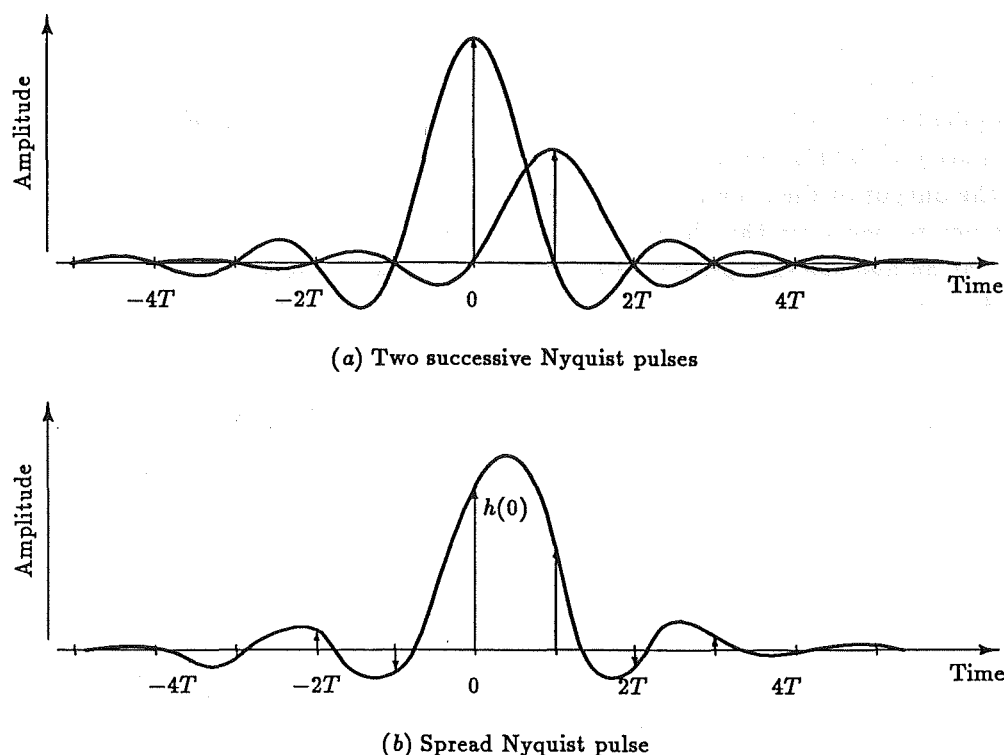 Amplitude
−4T −2T 0 2T 4T Time
(a) Two successive Nyquist pulses
Amplitude
h(0)
−4T −2T 0 2T 4T Time
(b) Spread Nyquist pulse